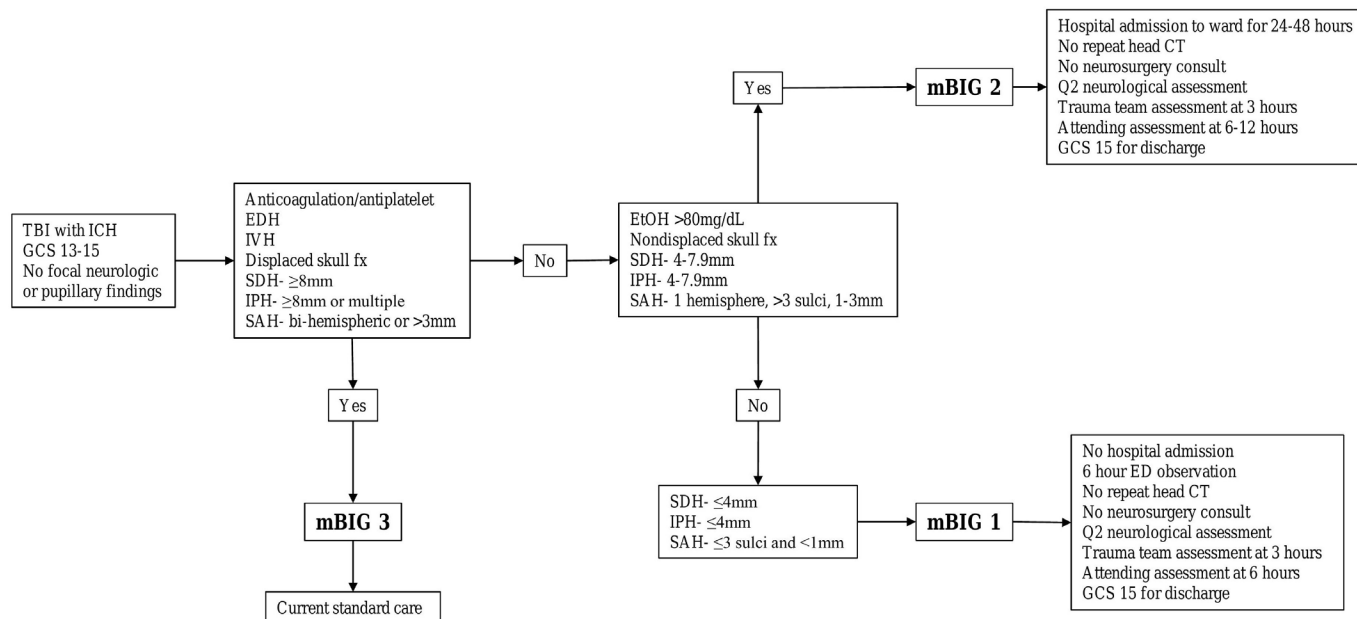 TBI with ICH
GCS 13-15
No focal neurologic
or pupillary findings
Anticoagulation/antiplatelet
EDH
IVH
Displaced skull fx
SDH- ≥8mm
IPH- ≥8mm or multiple
SAH- bi-hemispheric or >3mm
Yes
mBIG 3
Current standard care
No
EtOH >80mg/dL
Nondisplaced skull fx
SDH- 4-7.9mm
IPH- 4-7.9mm
SAH- 1 hemisphere, >3 sulci, 1-3mm
Yes
mBIG 2
Hospital admission to ward for 24-48 hours
No repeat head CT
No neurosurgery consult
Q2 neurological assessment
Trauma team assessment at 3 hours
Attending assessment at 6-12 hours
GCS 15 for discharge
No
SDH- ≤4mm
IPH- ≤4mm
SAH- ≤3 sulci and <1mm
mBIG 1
No hospital admission
6 hour ED observation
No repeat head CT
No neurosurgery consult
Q2 neurological assessment
Trauma team assessment at 3 hours
Attending assessment at 6 hours
GCS 15 for discharge